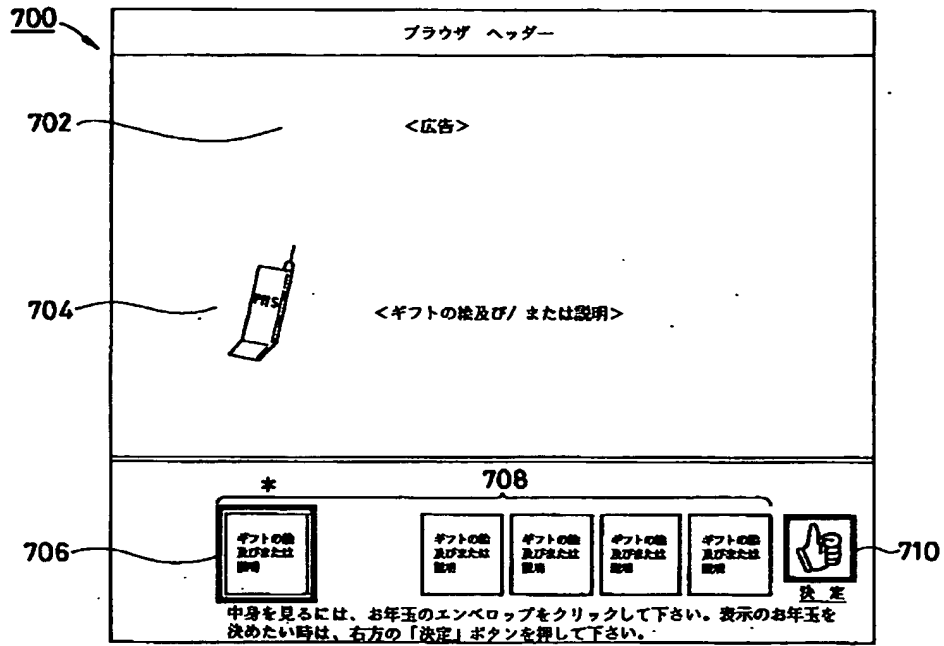 700
ブラウザ ヘッダー
702
<広告>
704
PHS
<ギフトの絵及び/ または説明>
*
708
706
ギフトの絵
及びまたは
説明
ギフトの絵
及びまたは
説明
ギフトの絵
及びまたは
説明
ギフトの絵
及びまたは
説明
ギフトの絵
及びまたは
説明
710
決 定
中身を見るには、お年玉のエンベロップをクリックして下さい。表示のお年玉を
決めたい時は、右方の「決定」ボタンを押して下さい。